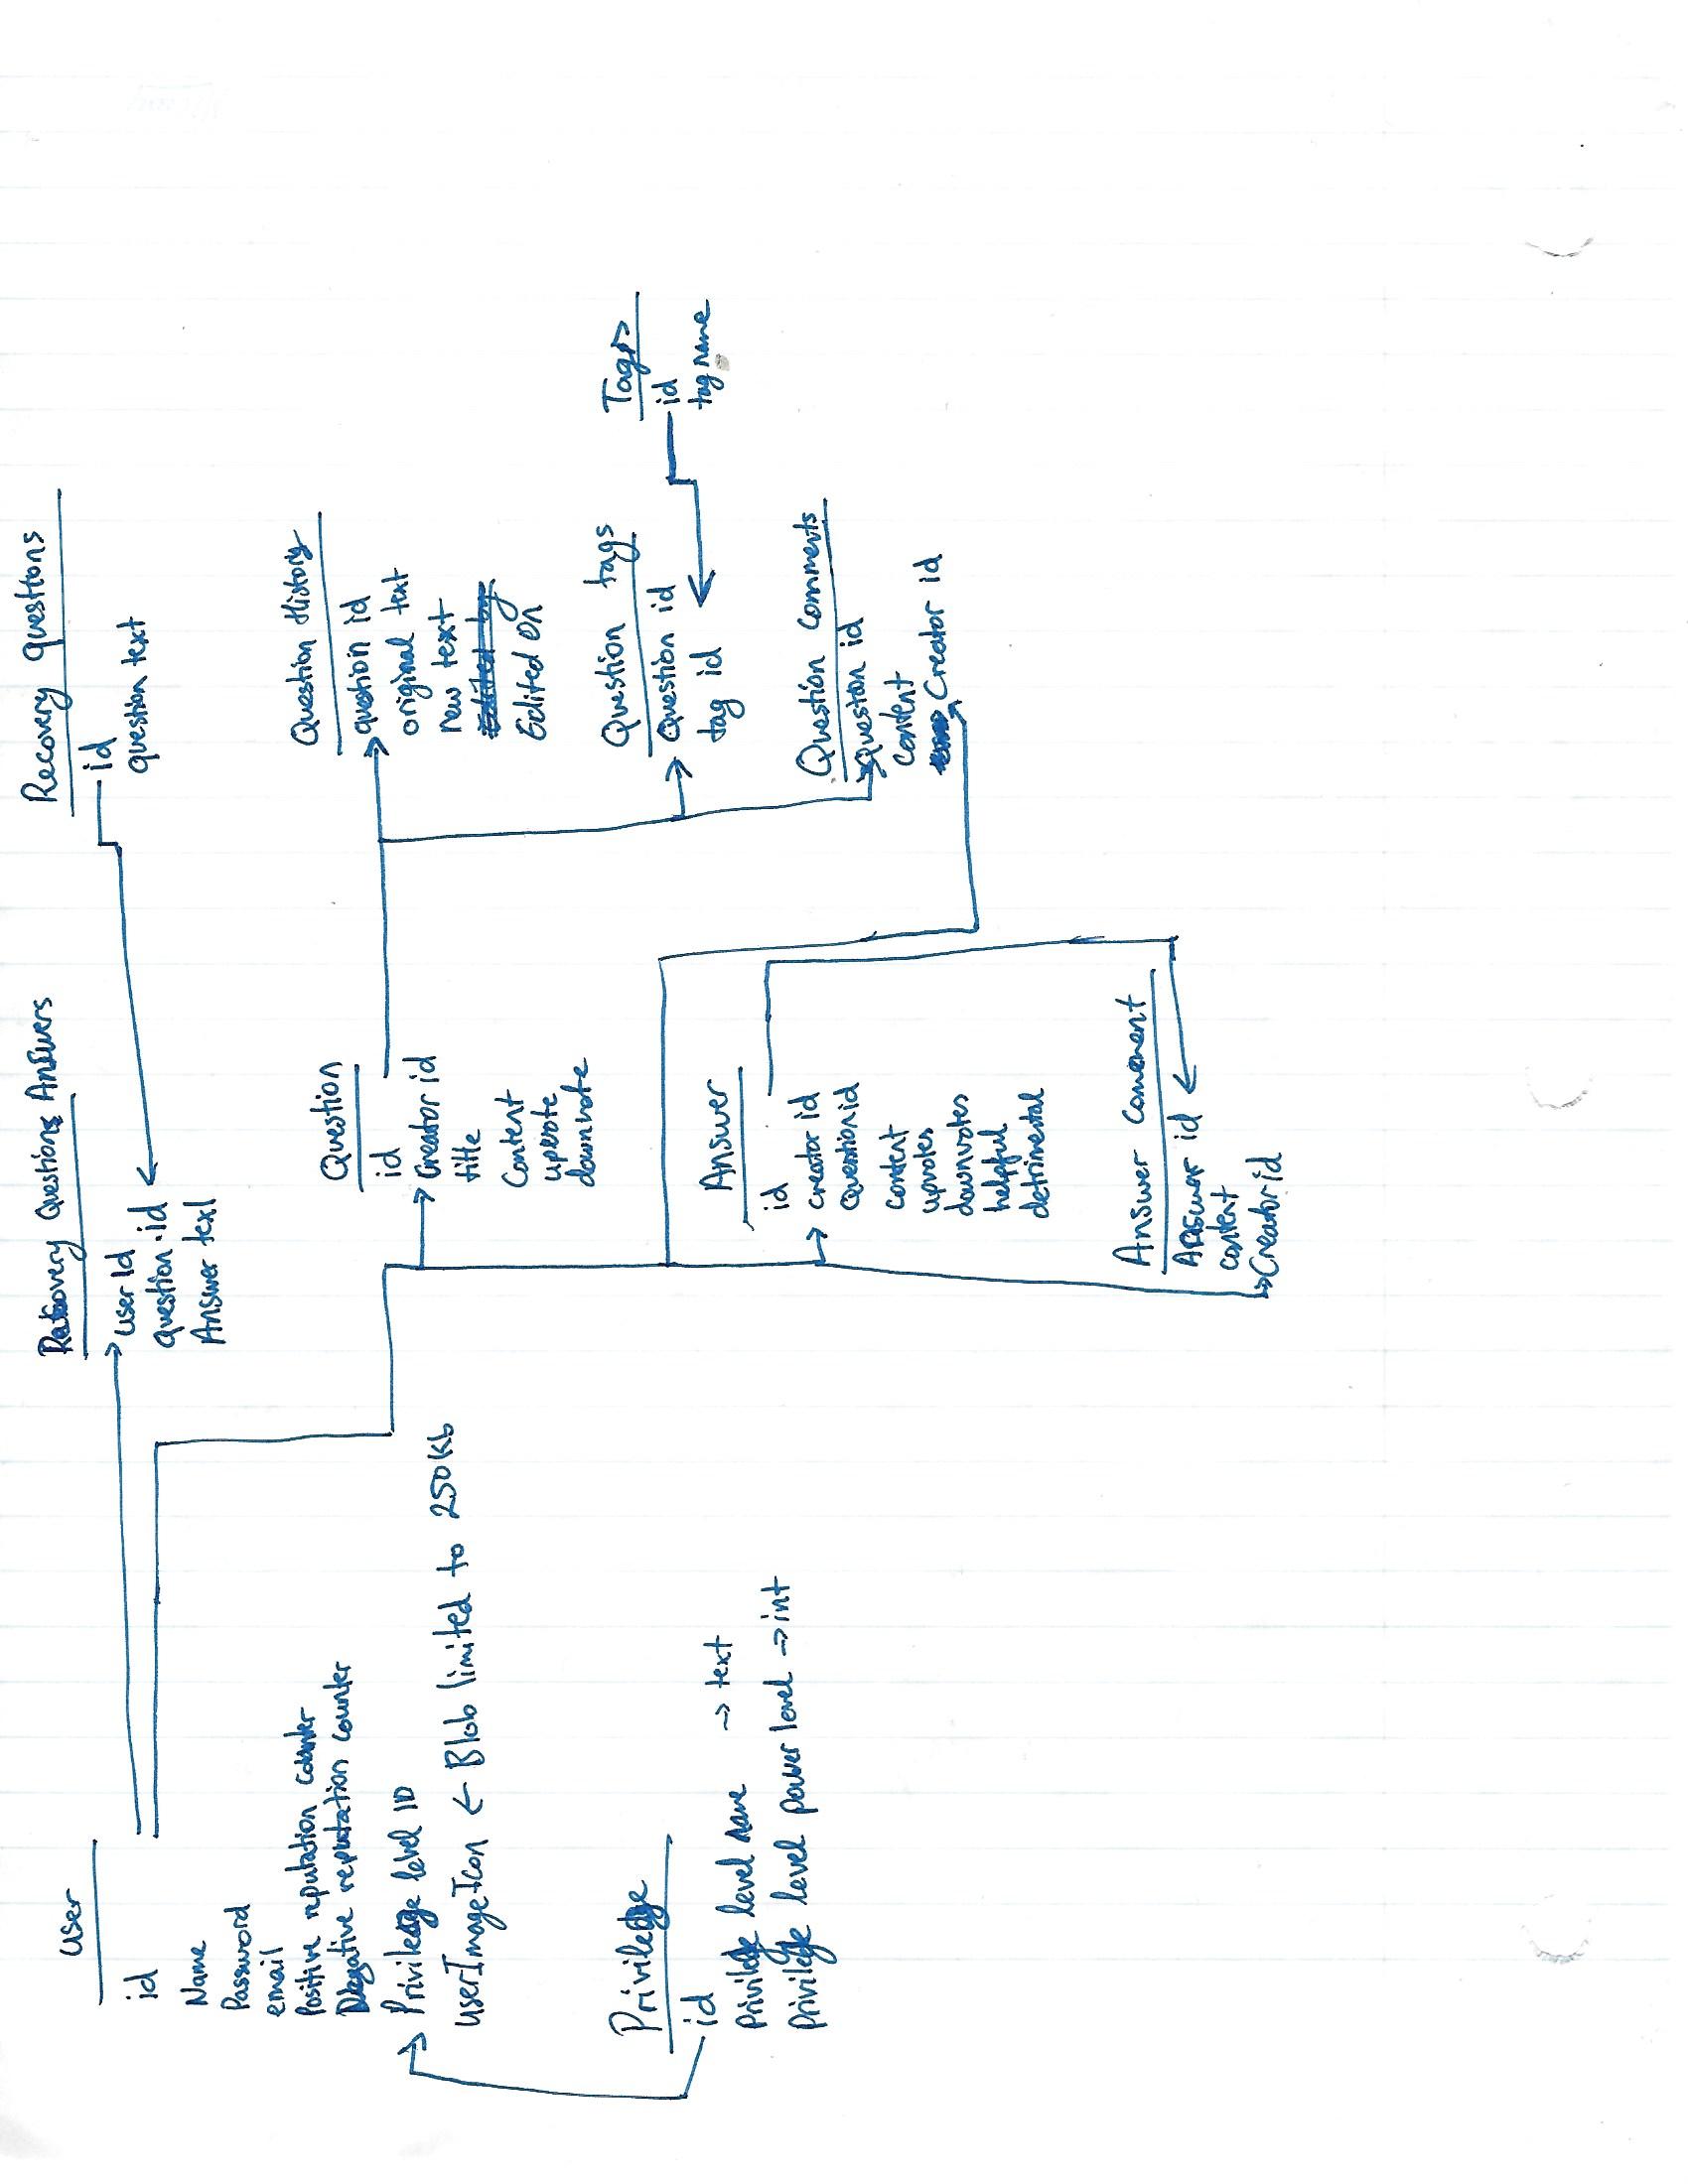 user
id
Name
Password
email
Positive reputation counter
Negative reputation counter
Privilege level ID
userImageIcon ← Blob limited to 250Kb
Privilege
id
Privilege level name → text
Privilege level power level → int
Recovery Questions Answers
user Id
question id
Answer text
Recovery questions
id
question text
Question
id
Creator id
title
Content
upvote
downvote
Question History
question id
original text
new text
Edited by
Edited On
Question tags
Question id
tag id
Tags
id
tag name
Answer
id
creator id
Question id
content
upvotes
downvotes
helpful
detrimental
Question comments
Question id
content
Creator id
Answer comment
Answer id
content
Creator id